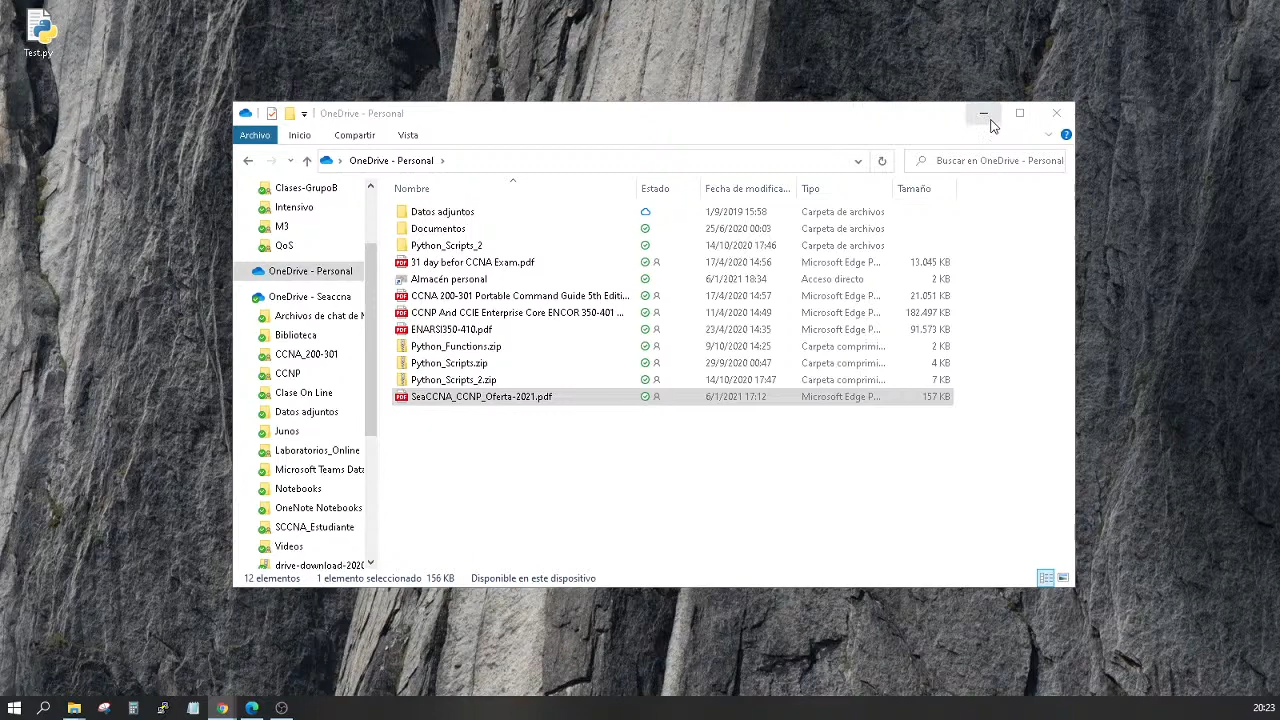 Test.py
OneDrive - Personal
Archivo Inicio Compartir Vista
OneDrive - Personal
Buscar en OneDrive - Personal
Nombre Estado Fecha de modifica... Tipo Tamaño
Clases-GrupoB
Intensivo
M3
QoS
OneDrive - Personal
OneDrive - Seaccna
Archivos de chat de
Biblioteca
CCNA_200-301
CCNP
Clase On Line
Datos adjuntos
Junos
Laboratorios_Online
Microsoft Teams Data
Notebooks
OneNote Notebooks
SCCNA_Estudiante
Videos
drive-download-2020
Datos adjuntos 1/9/2019 15:58 Carpeta de archivos
Documentos 25/6/2020 00:03 Carpeta de archivos
Python_Scripts_2 14/10/2020 17:46 Carpeta de archivos
31 day befor CCNA Exam.pdf 17/4/2020 14:56 Microsoft Edge P... 13.045 KB
Almacén personal 6/1/2021 18:34 Acceso directo 2 KB
CCNA 200-301 Portable Command Guide 5th Editi... 17/4/2020 14:57 Microsoft Edge P... 21.051 KB
CCNP And CCIE Enterprise Core ENCOR 350-401 ... 11/4/2020 14:49 Microsoft Edge P... 182.497 KB
ENARSI350-410.pdf 23/4/2020 14:35 Microsoft Edge P... 91.573 KB
Python_Functions.zip 9/10/2020 14:25 Carpeta comprimi... 2 KB
Python_Scripts.zip 29/9/2020 00:47 Carpeta comprimi... 4 KB
Python_Scripts_2.zip 14/10/2020 17:47 Carpeta comprimi... 7 KB
SeaCCNA_CCNP_Oferta-2021.pdf 6/1/2021 17:12 Microsoft Edge P... 157 KB
12 elementos 1 elemento seleccionado 156 KB Disponible en este dispositivo
20:23